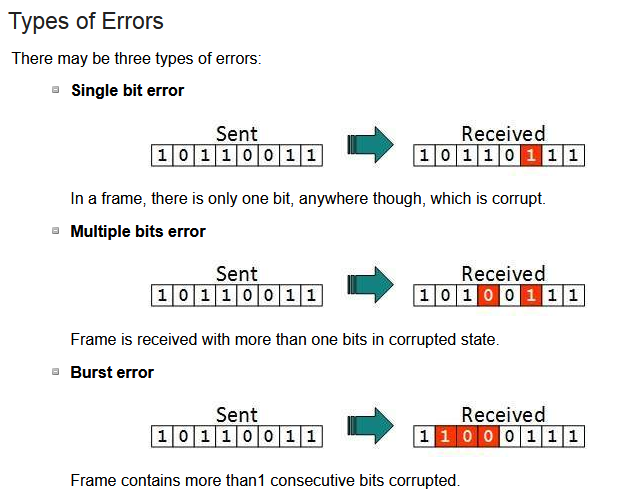 Types of Errors
There may be three types of errors:
Single bit error
Sent Received
1 0 1 1 0 0 1 1 1 0 1 1 0 1 1 1
In a frame, there is only one bit, anywhere though, which is corrupt.
Multiple bits error
Sent Received
1 0 1 1 0 0 1 1 1 0 1 0 0 1 1 1
Frame is received with more than one bits in corrupted state.
Burst error
Sent Received
1 0 1 1 0 0 1 1 1 1 0 0 0 1 1 1
Frame contains more than1 consecutive bits corrupted.